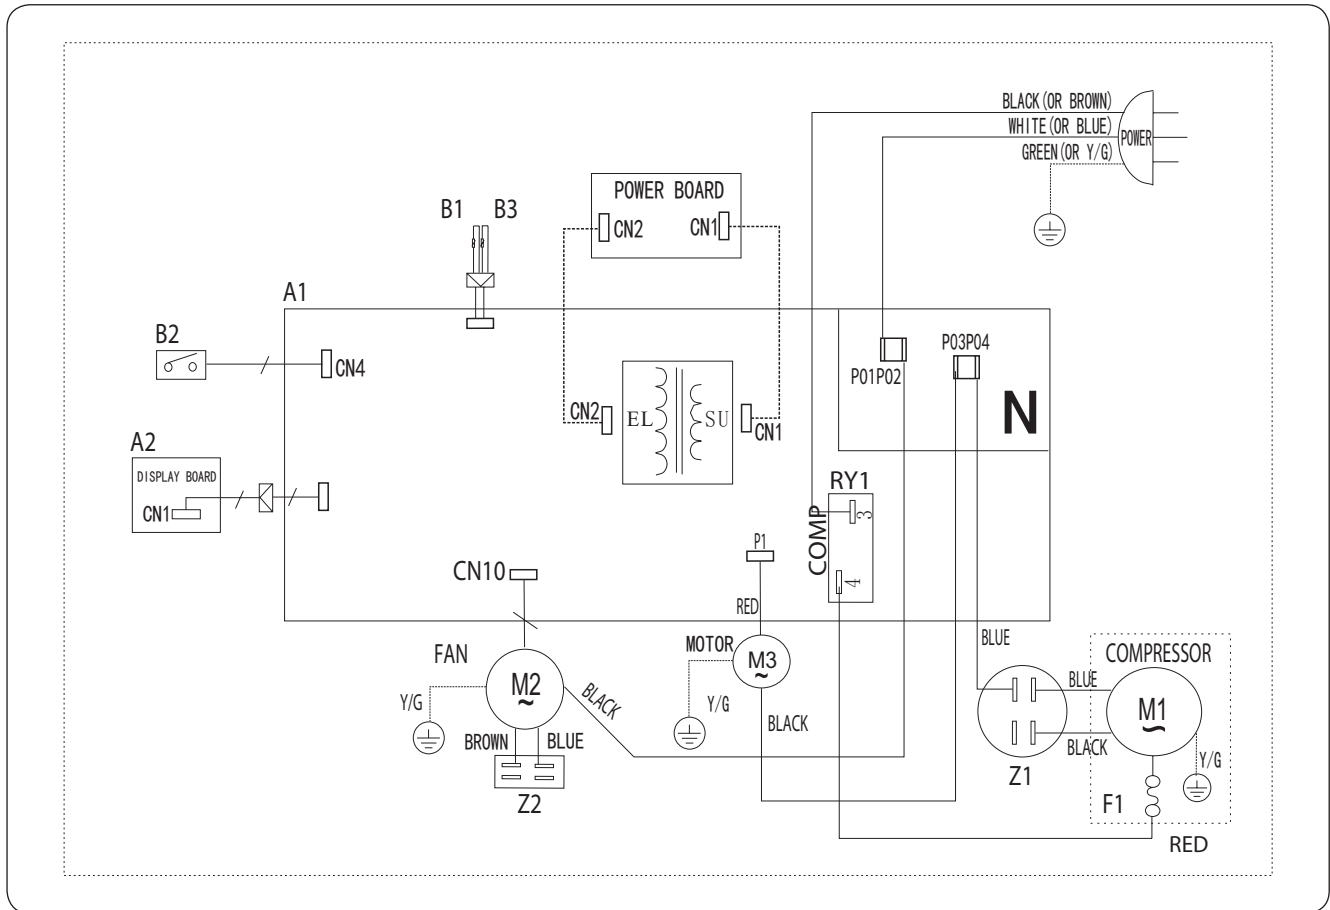 BLACK(OR BROWN)
WHITE(OR BLUE)
POWER
GREEN(OR Y/G)
POWER BOARD
B1 B3
CN2 CN1
A1
B2
CN4
P03P04
P01P02
N
CN2 EL SU CN1
A2
DISPLAY BOARD
CN1
RY1
COMP
3
4
P1
CN10
RED
MOTOR
M3
~
FAN
M2
~
BLACK
Y/G
Y/G
BLACK
BROWN BLUE
Z2
BLUE
COMPRESSOR
BLUE
M1
~
BLACK
Y/G
Z1
F1
RED